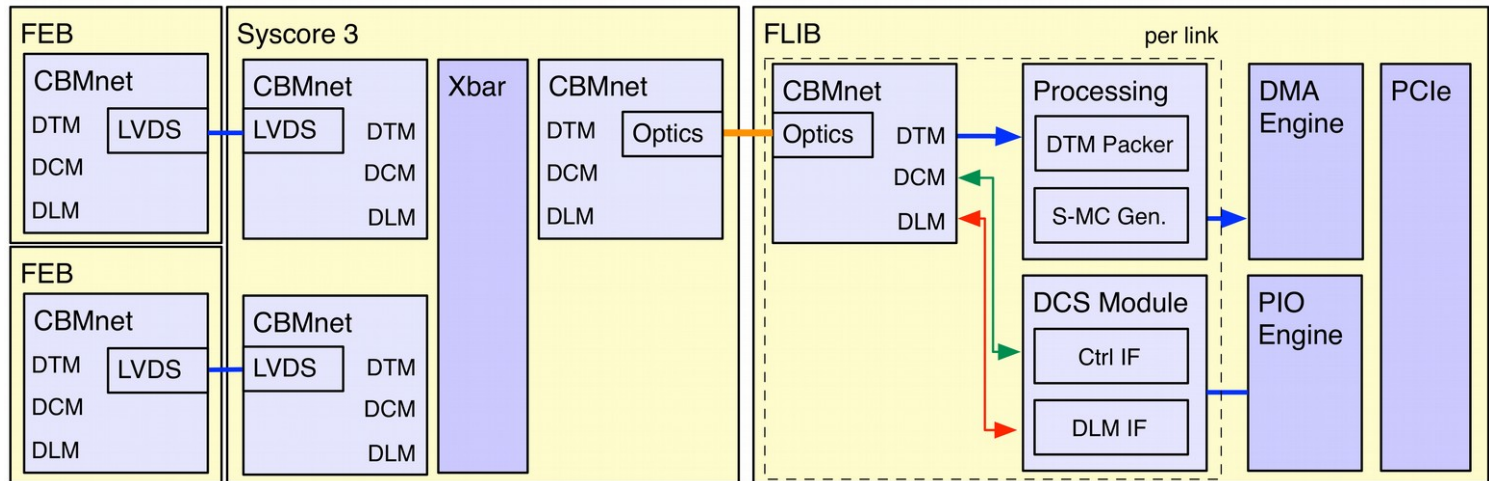 FEB
CBMnet
LVDS
DTM
DCM
DLM
FEB
CBMnet
LVDS
DTM
DCM
DLM
Syscore 3
CBMnet
LVDS
DTM
DCM
DLM
CBMnet
LVDS
DTM
DCM
DLM
Xbar
CBMnet
DTM
Optics
DCM
DLM
FLIB
per link
CBMnet
Optics
DTM
DCM
DLM
Processing
DTM Packer
S-MC Gen.
DCS Module
Ctrl IF
DLM IF
DMA
Engine
PIO
Engine
PCIe